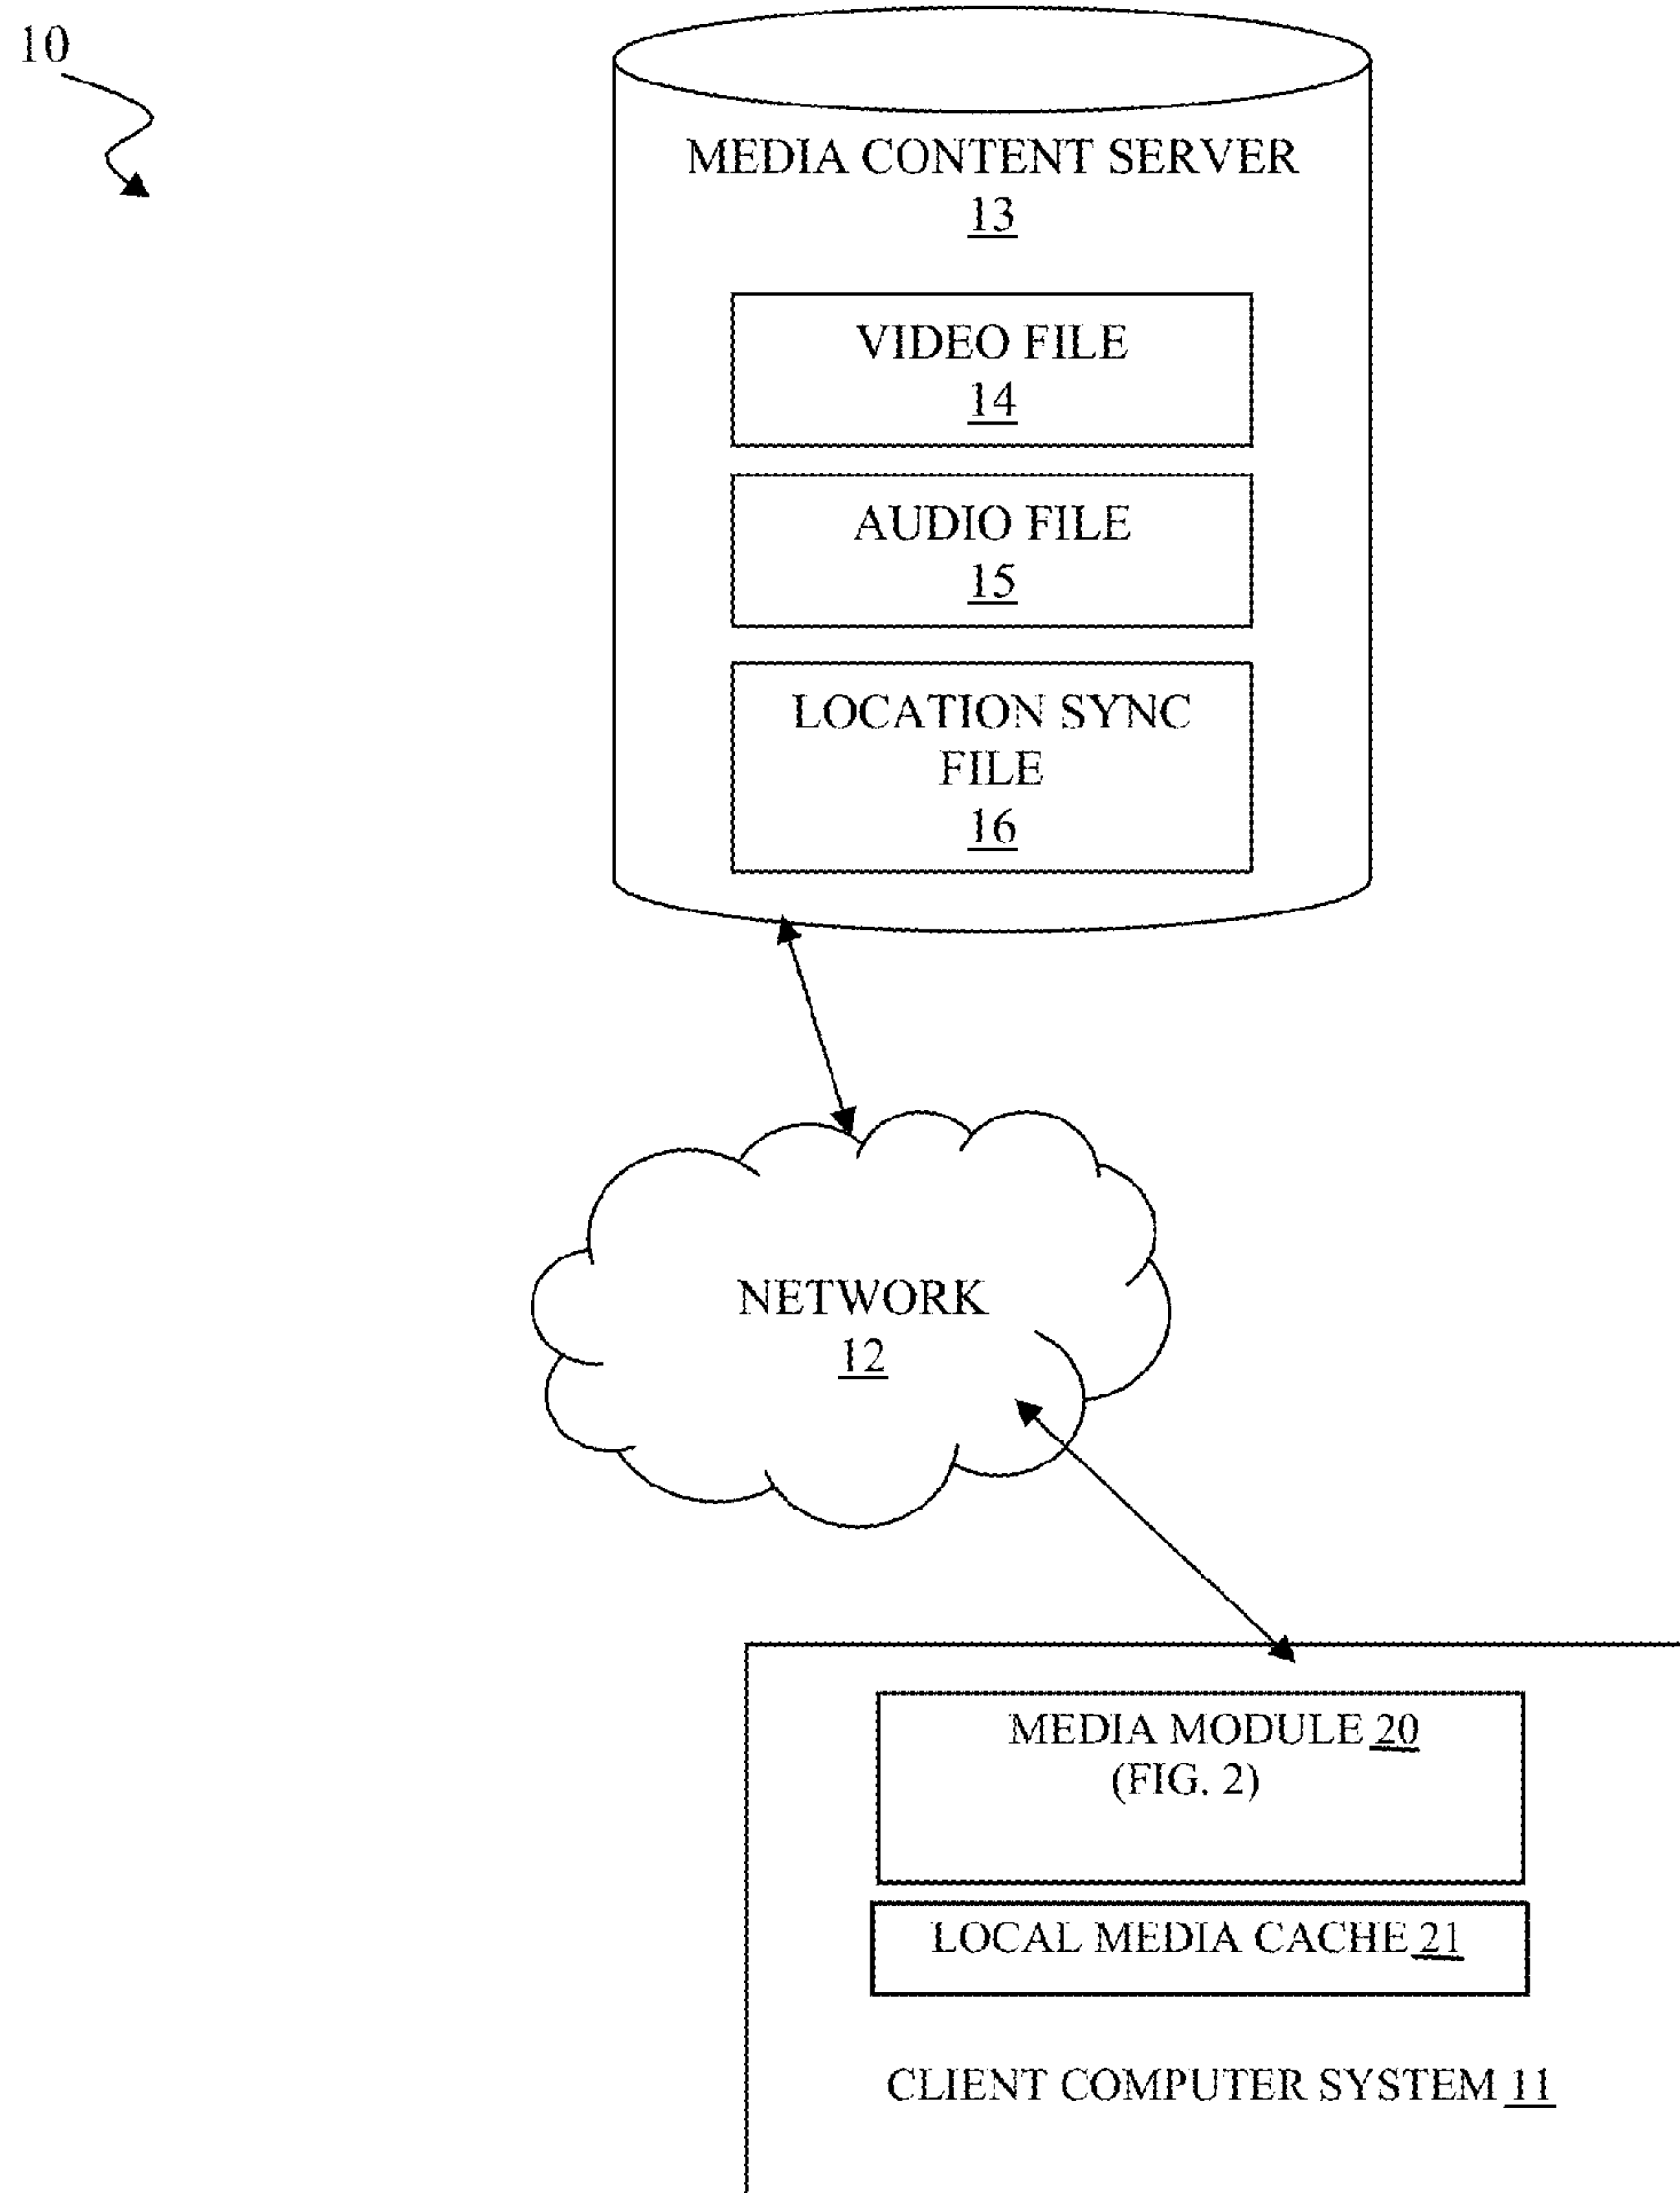 10
MEDIA CONTENT SERVER
13
VIDEO FILE
14
AUDIO FILE
15
LOCATION SYNC
FILE
16
NETWORK
12
MEDIA MODULE 20
(FIG. 2)
LOCAL MEDIA CACHE 21
CLIENT COMPUTER SYSTEM 11